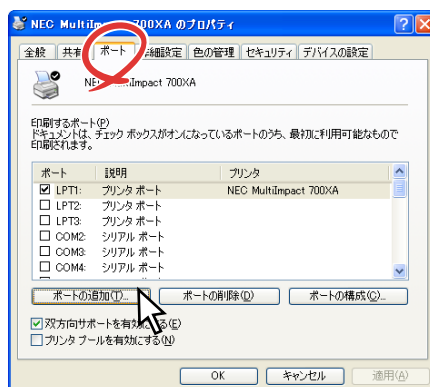 NEC MultiIm 700XA のプロパティ
全般 共有 ポート 詳細設定 色の管理 セキュリティ デバイスの設定
NE Impact 700XA
印刷するポート(P)
ドキュメントは、チェック ボックスがオンになっているポートのうち、最初に利用可能なもので
印刷されます。
ポート 説明 プリンタ
LPT1: プリンタ ポート NEC MultiImpact 700XA
LPT2: プリンタ ポート
LPT3: プリンタ ポート
COM2: シリアル ポート
COM3: シリアル ポート
COM4: シリアル ポート
ポートの追加(T)... ポートの削除(D) ポートの構成(C)...
双方向サポートを有効にする(E)
プリンタ プールを有効にする(N)
OK キャンセル 適用(A)